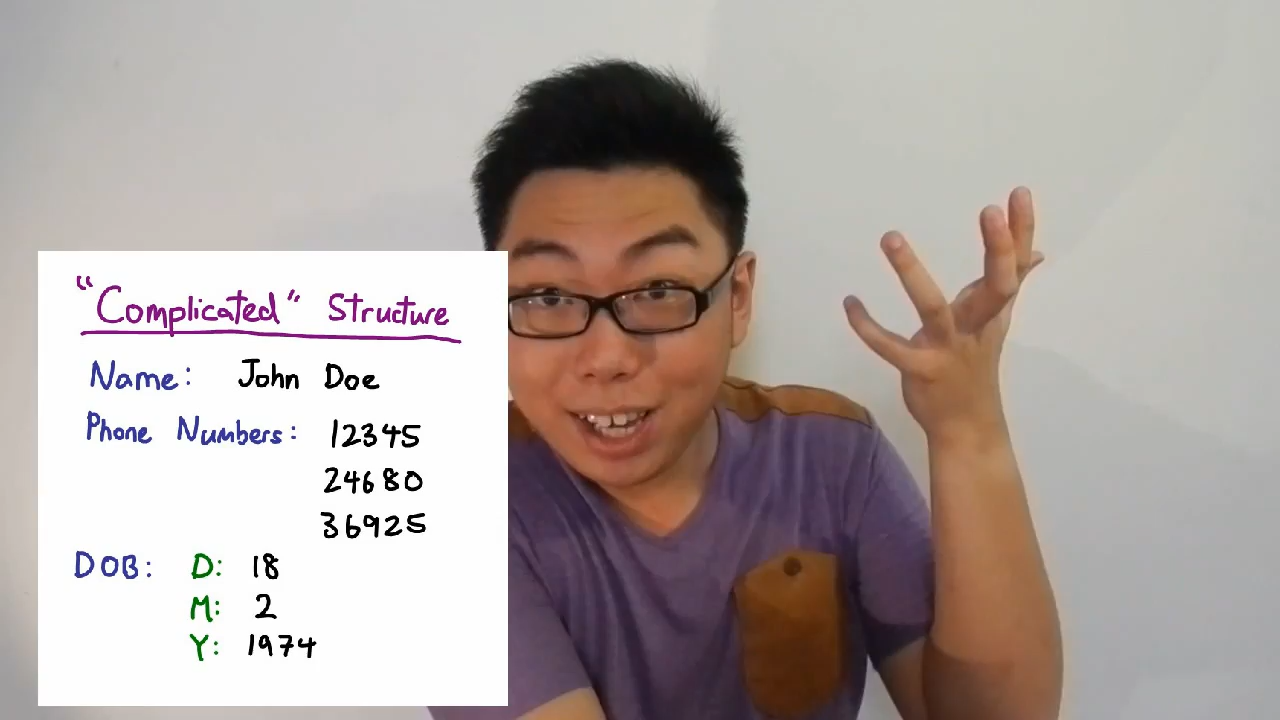 "Complicated" Structure
Name: John Doe
Phone Numbers: 12345
24680
36925
DOB: D: 18
M: 2
Y: 1974